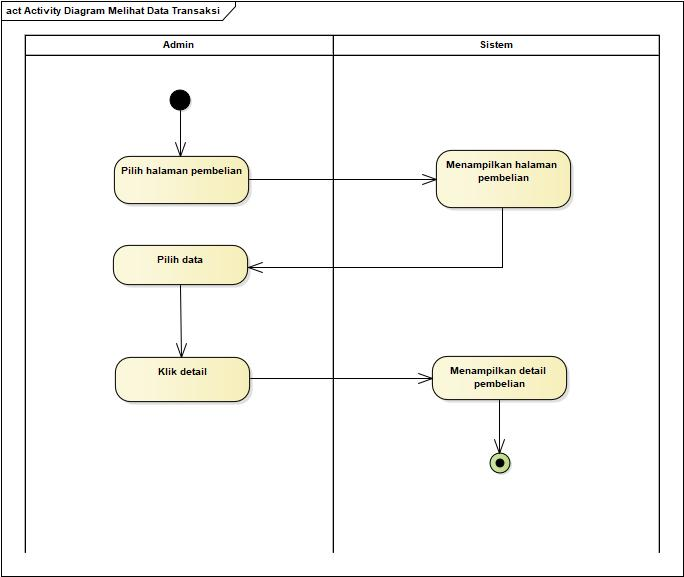 act Activity Diagram Melihat Data Transaksi
Admin
Sistem
Pilih halaman pembelian
Menampilkan halaman
pembelian
Pilih data
Klik detail
Menampilkan detail
pembelian